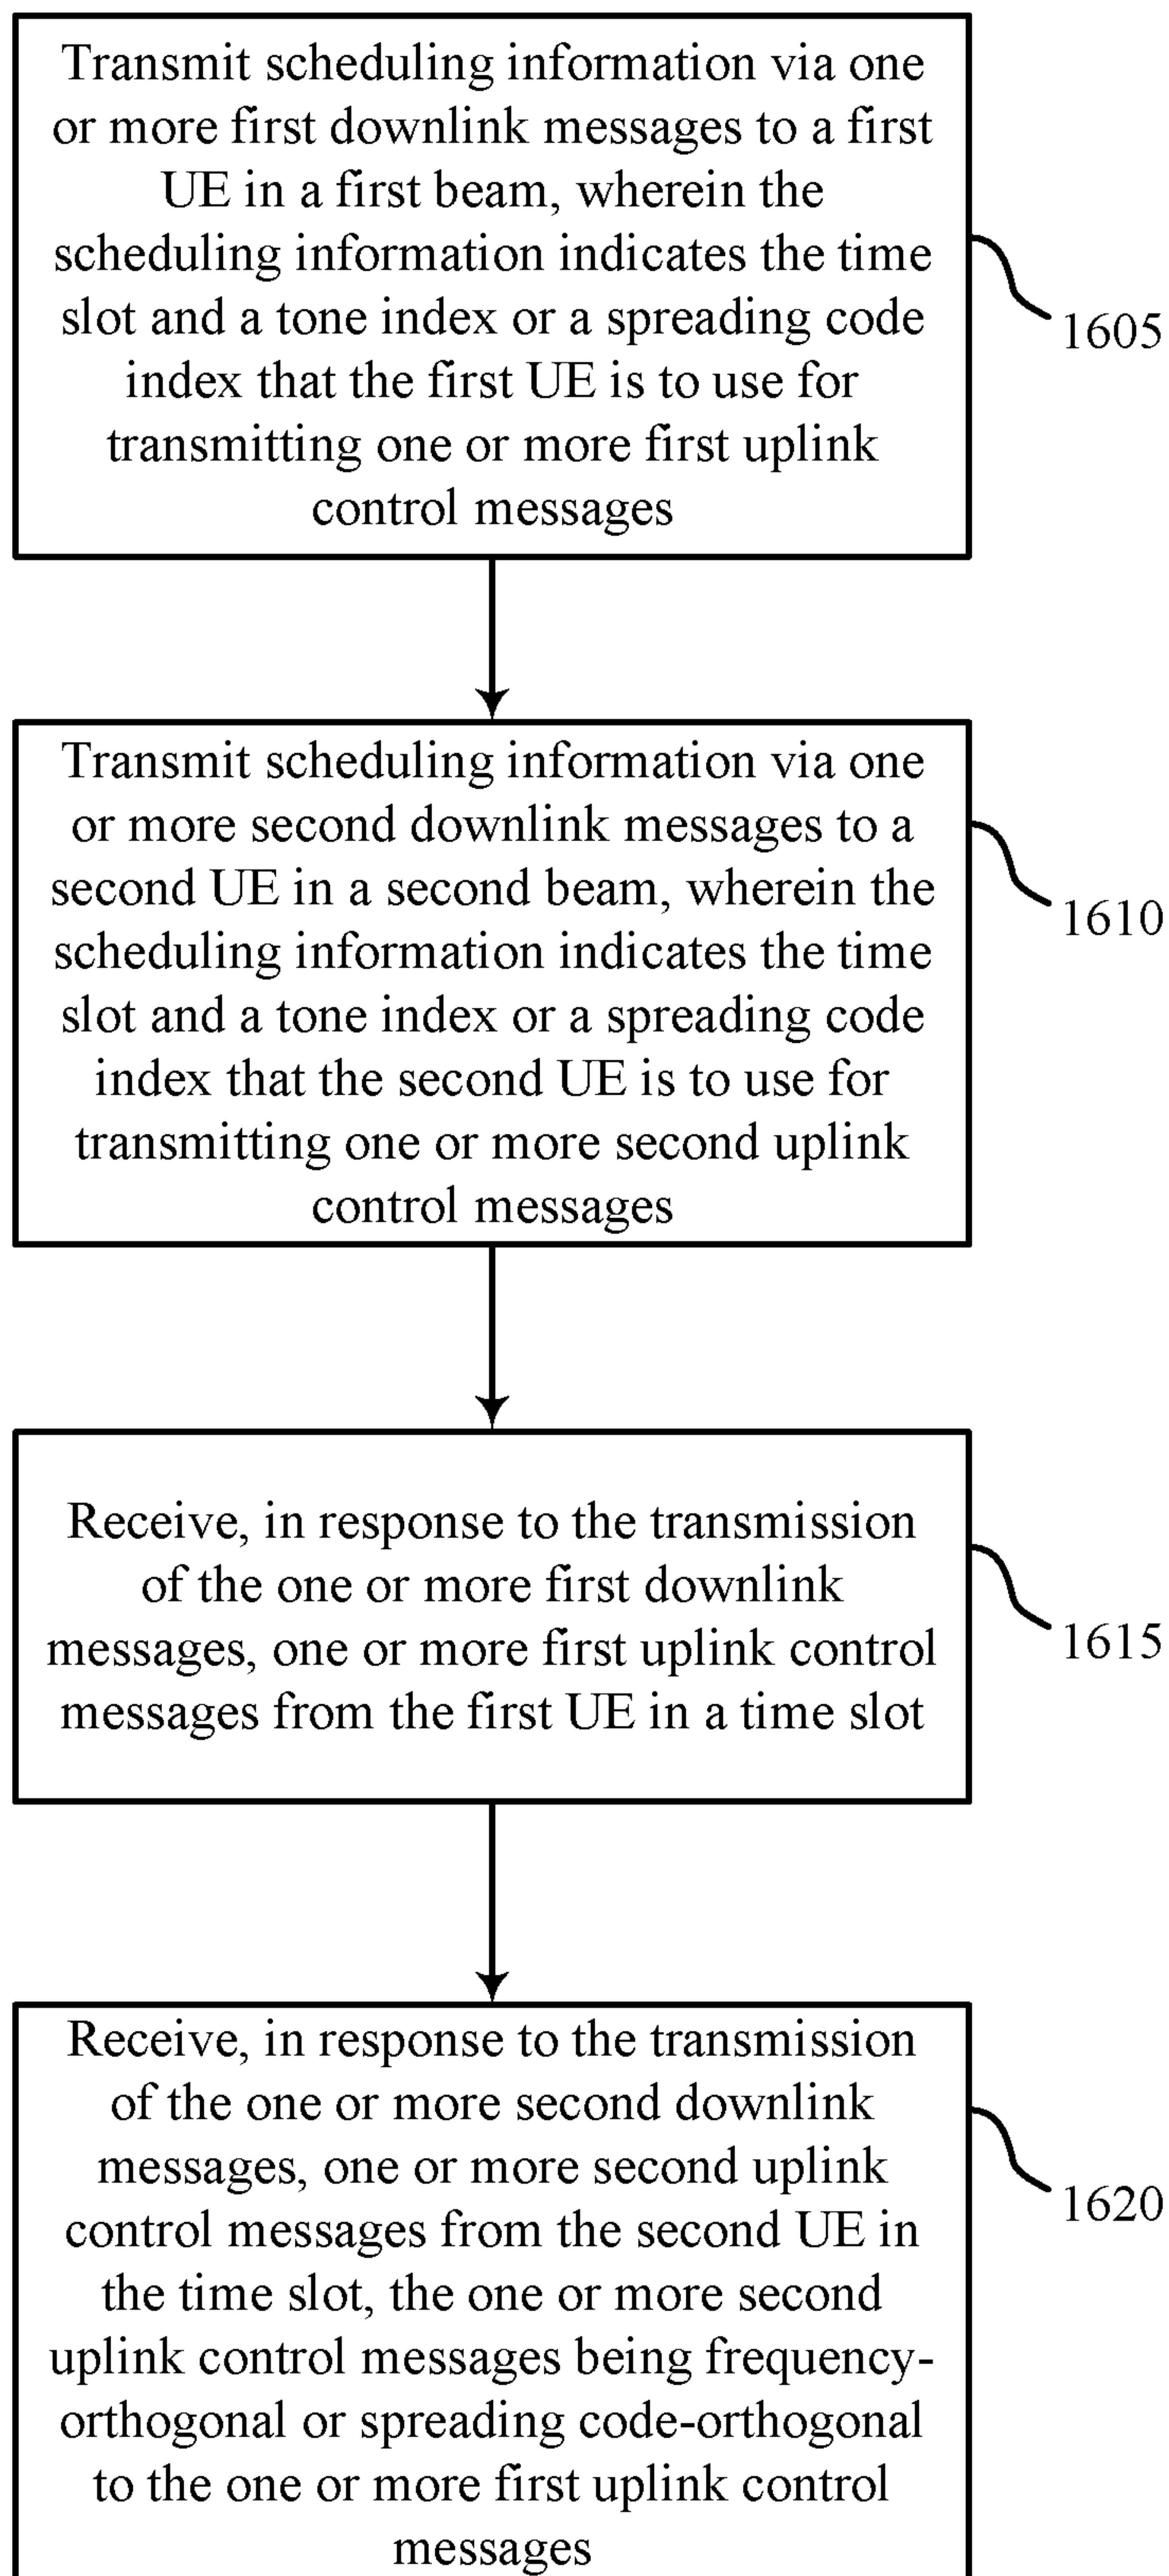 Transmit scheduling information via one
or more first downlink messages to a first
UE in a first beam, wherein the
scheduling information indicates the time
slot and a tone index or a spreading code
index that the first UE is to use for
transmitting one or more first uplink
control messages
1605
Transmit scheduling information via one
or more second downlink messages to a
second UE in a second beam, wherein the
scheduling information indicates the time
slot and a tone index or a spreading code
index that the second UE is to use for
transmitting one or more second uplink
control messages
1610
Receive, in response to the transmission
of the one or more first downlink
messages, one or more first uplink control
messages from the first UE in a time slot
1615
Receive, in response to the transmission
of the one or more second downlink
messages, one or more second uplink
control messages from the second UE in
the time slot, the one or more second
uplink control messages being frequency-
orthogonal or spreading code-orthogonal
to the one or more first uplink control
messages
1620